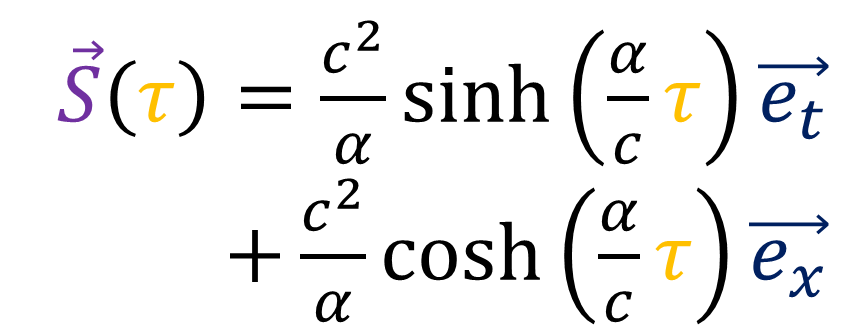 S⃗(τ) = c²/α sinh(α/c τ) e⃗ₜ
+ c²/α cosh(α/c τ) e⃗ₓ